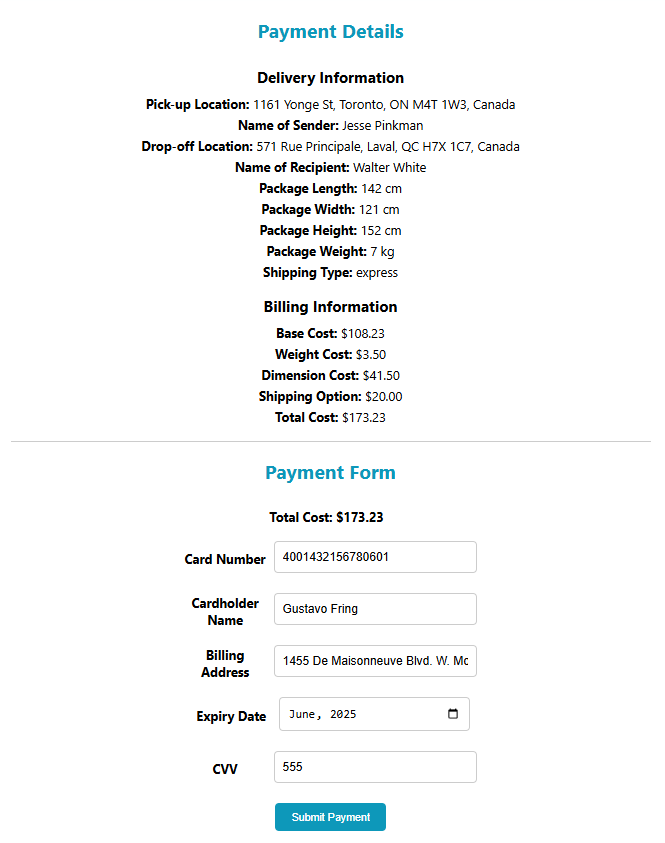 Payment Details
Delivery Information
Pick-up Location: 1161 Yonge St, Toronto, ON M4T 1W3, Canada
Name of Sender: Jesse Pinkman
Drop-off Location: 571 Rue Principale, Laval, QC H7X 1C7, Canada
Name of Recipient: Walter White
Package Length: 142 cm
Package Width: 121 cm
Package Height: 152 cm
Package Weight: 7 kg
Shipping Type: express
Billing Information
Base Cost: $108.23
Weight Cost: $3.50
Dimension Cost: $41.50
Shipping Option: $20.00
Total Cost: $173.23
Payment Form
Total Cost: $173.23
Card Number 4001432156780601
Cardholder Name Gustavo Fring
Billing Address 1455 De Maisonneuve Blvd. W. Mc
Expiry Date June, 2025
CVV 555
Submit Payment